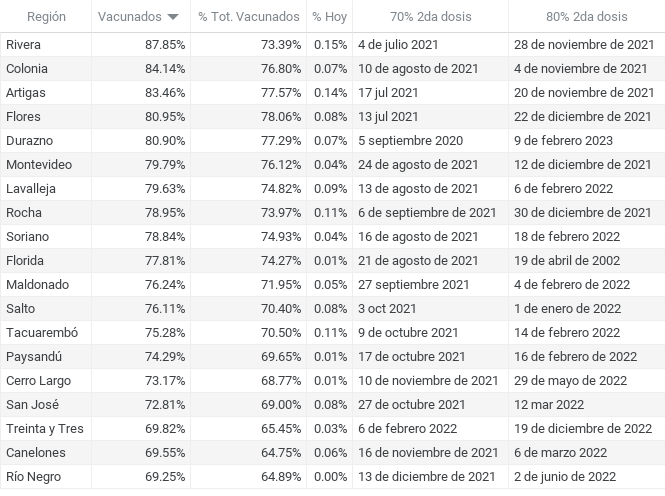 Región Vacunados % Tot. Vacunados % Hoy 70% 2da dosis 80% 2da dosis
Rivera 87.85% 73.39% 0.15% 4 de julio 2021 28 de noviembre de 2021
Colonia 84.14% 76.80% 0.07% 10 de agosto de 2021 4 de noviembre de 2021
Artigas 83.46% 77.57% 0.14% 17 jul 2021 20 de noviembre de 2021
Flores 80.95% 78.06% 0.08% 13 jul 2021 22 de diciembre de 2021
Durazno 80.90% 77.29% 0.07% 5 septiembre 2020 9 de febrero 2023
Montevideo 79.79% 76.12% 0.04% 24 de agosto de 2021 12 de diciembre de 2021
Lavalleja 79.63% 74.82% 0.09% 13 de agosto de 2021 6 de febrero 2022
Rocha 78.95% 73.97% 0.11% 6 de septiembre de 2021 30 de diciembre de 2021
Soriano 78.84% 74.93% 0.04% 16 de agosto de 2021 18 de febrero 2022
Florida 77.81% 74.27% 0.01% 21 de agosto de 2021 19 de abril de 2002
Maldonado 76.24% 71.95% 0.05% 27 septiembre 2021 4 de febrero de 2022
Salto 76.11% 70.40% 0.08% 3 oct 2021 1 de enero de 2022
Tacuarembó 75.28% 70.50% 0.11% 9 de octubre 2021 14 de febrero 2022
Paysandú 74.29% 69.65% 0.01% 17 de octubre 2021 16 de febrero de 2022
Cerro Largo 73.17% 68.77% 0.01% 10 de noviembre de 2021 29 de mayo de 2022
San José 72.81% 69.00% 0.08% 27 de octubre 2021 12 mar 2022
Treinta y Tres 69.82% 65.45% 0.03% 6 de febrero de 2022 19 de diciembre de 2022
Canelones 69.55% 64.75% 0.06% 16 de noviembre de 2021 6 de marzo de 2022
Río Negro 69.25% 64.89% 0.00% 13 de diciembre de 2021 2 de junio de 2022